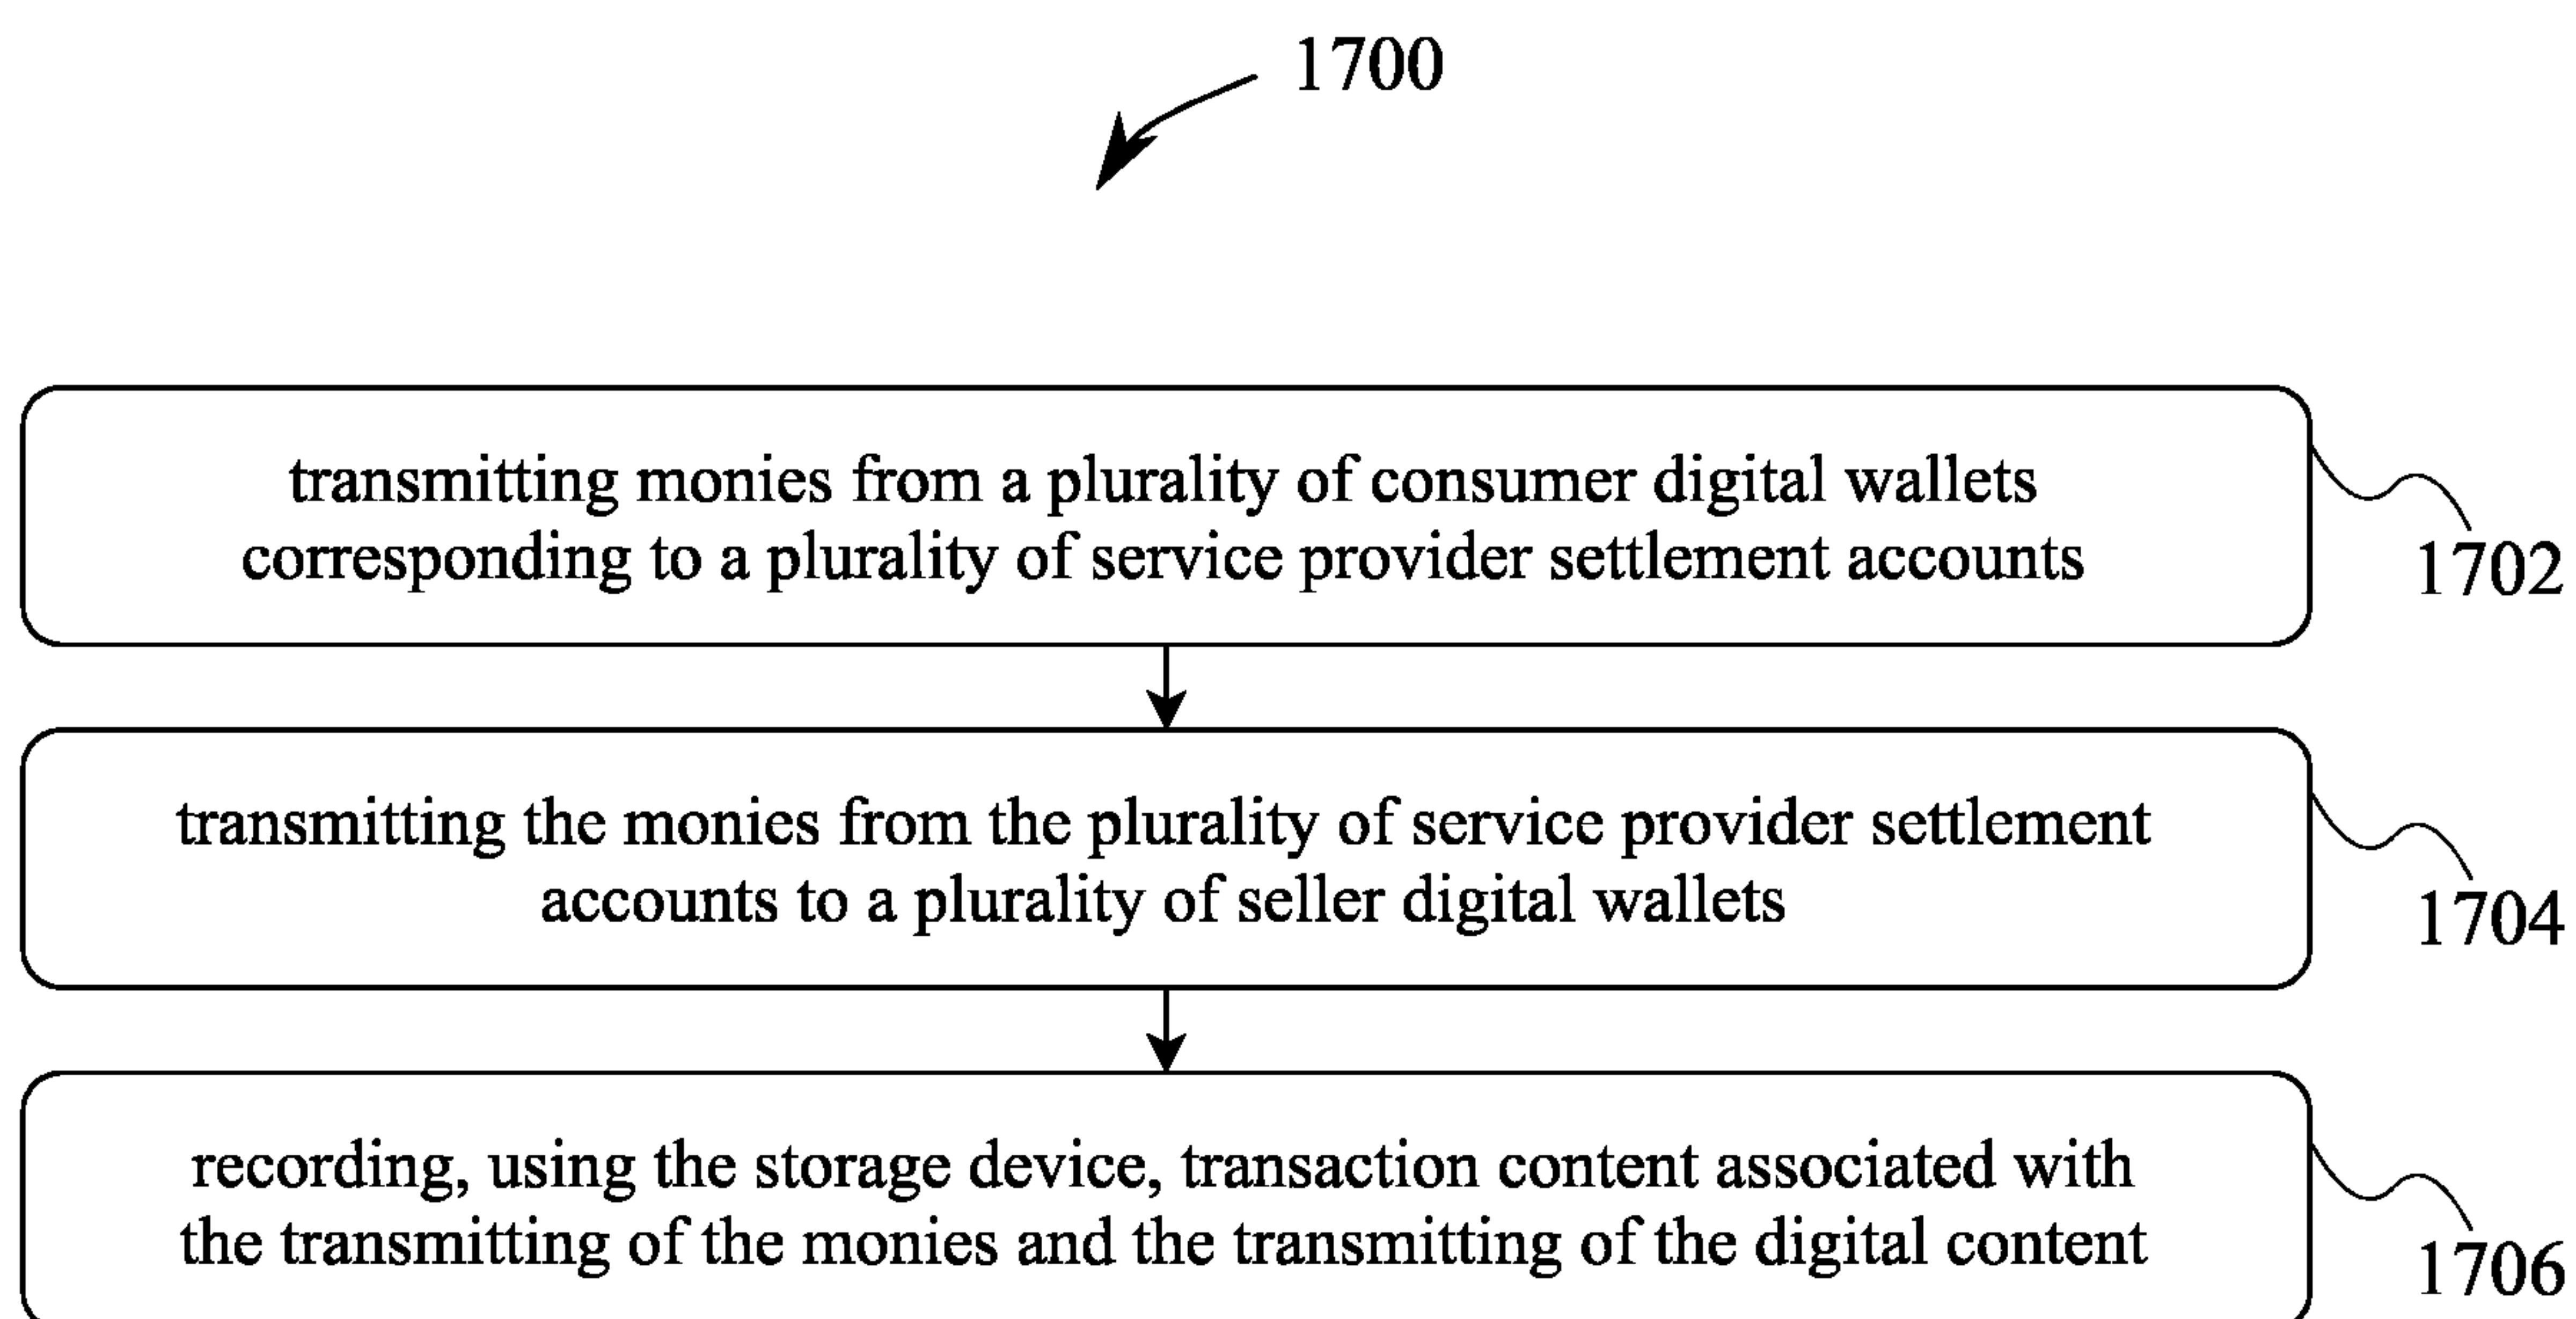 1700
transmitting monies from a plurality of consumer digital wallets
corresponding to a plurality of service provider settlement accounts
1702
transmitting the monies from the plurality of service provider settlement
accounts to a plurality of seller digital wallets
1704
recording, using the storage device, transaction content associated with
the transmitting of the monies and the transmitting of the digital content
1706